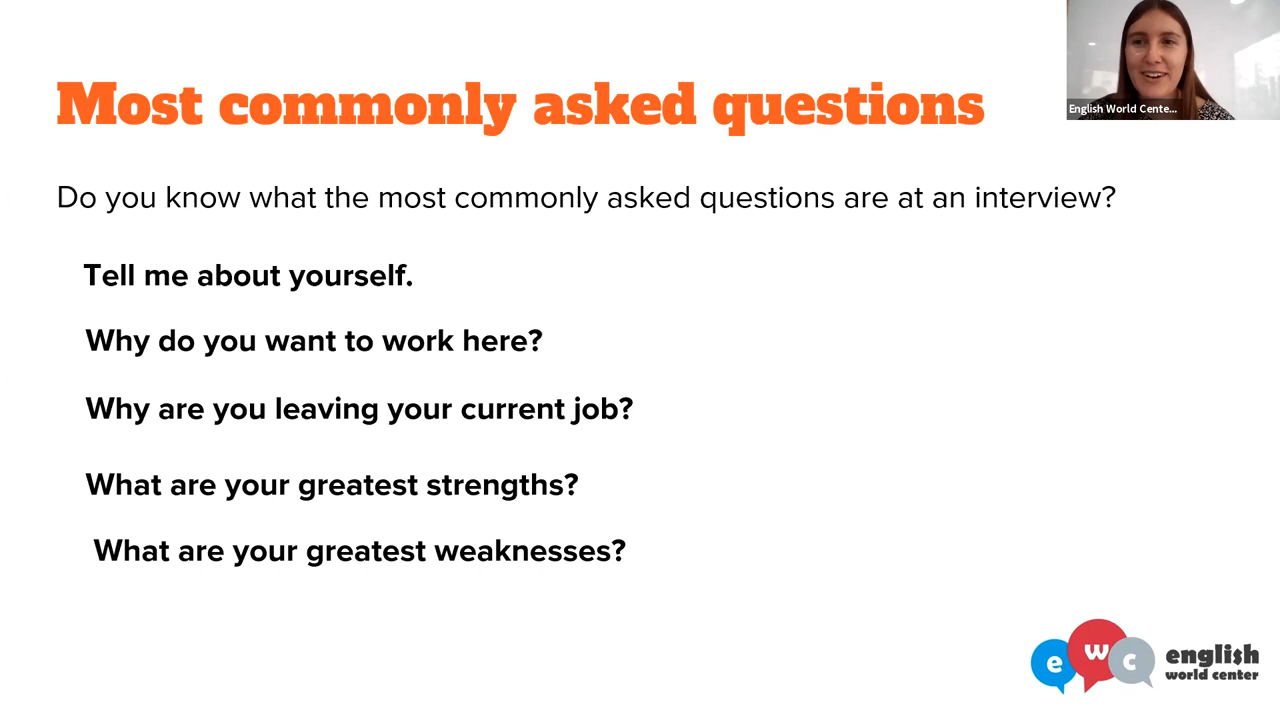 Most commonly asked questions
English World Cente...
Do you know what the most commonly asked questions are at an interview?
Tell me about yourself.
Why do you want to work here?
Why are you leaving your current job?
What are your greatest strengths?
What are your greatest weaknesses?
e w c
english
world center